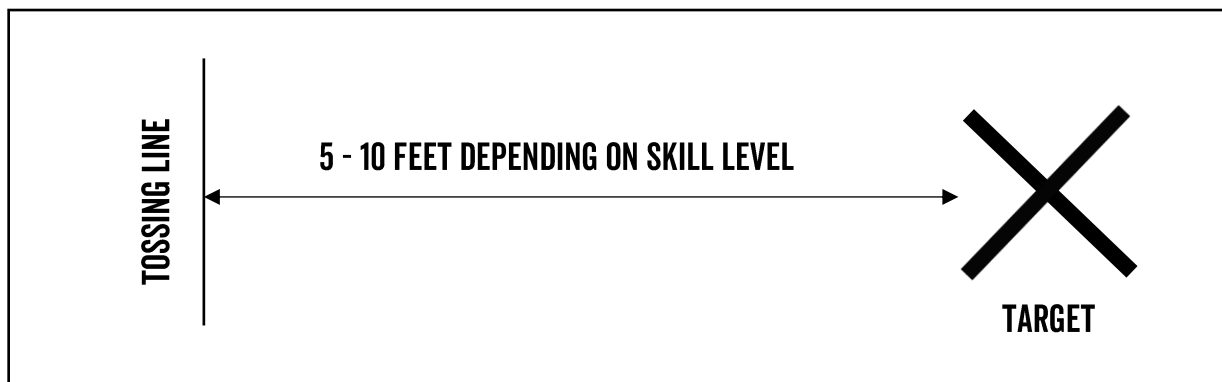 TOSSING LINE
5 - 10 FEET DEPENDING ON SKILL LEVEL
TARGET